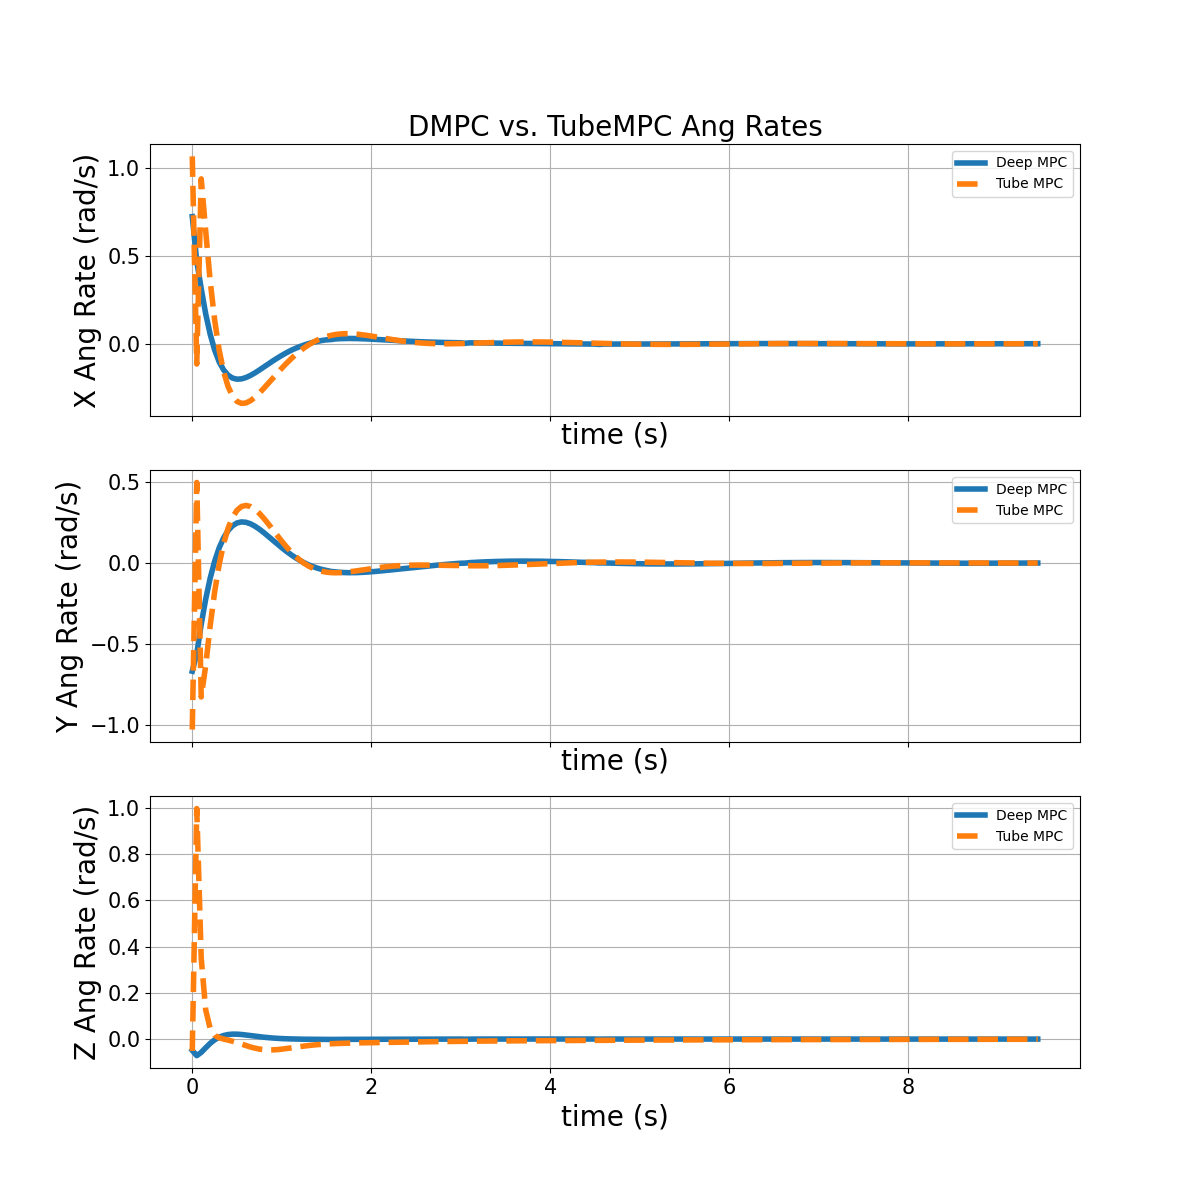 DMPC vs. TubeMPC Ang Rates
X Ang Rate (rad/s)
1.0
0.5
0.0
Deep MPC
Tube MPC
time (s)
Y Ang Rate (rad/s)
0.5
0.0
−0.5
−1.0
Deep MPC
Tube MPC
time (s)
Z Ang Rate (rad/s)
1.0
0.8
0.6
0.4
0.2
0.0
Deep MPC
Tube MPC
0 2 4 6 8
time (s)